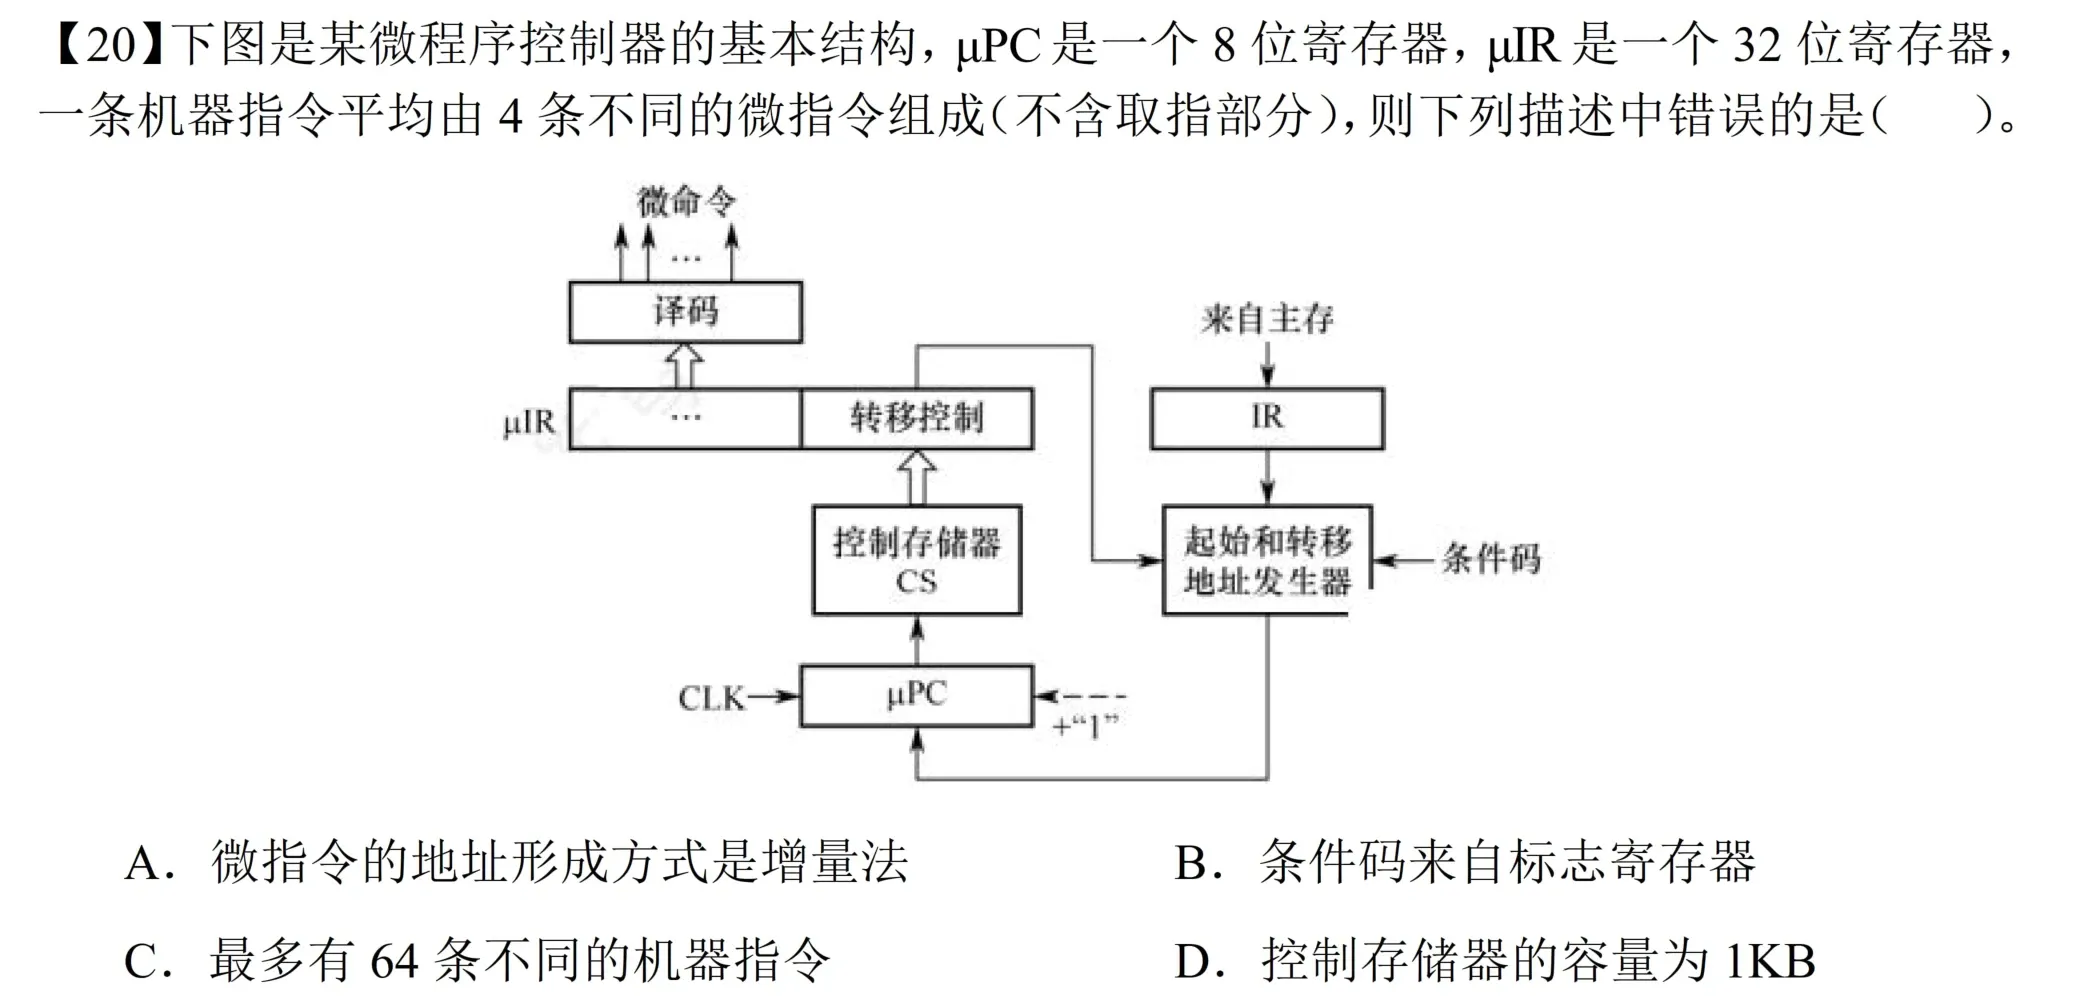 【20】下图是某微程序控制器的基本结构，μPC 是一个 8 位寄存器，μIR 是一个 32 位寄存器，
一条机器指令平均由 4 条不同的微指令组成（不含取指部分），则下列描述中错误的是（　　）。
微命令
...
译码
来自主存
μIR
...
转移控制
IR
控制存储器
CS
起始和转移
地址发生器
条件码
CLK
μPC
+“1”
A．微指令的地址形成方式是增量法
B．条件码来自标志寄存器
C．最多有 64 条不同的机器指令
D．控制存储器的容量为 1KB